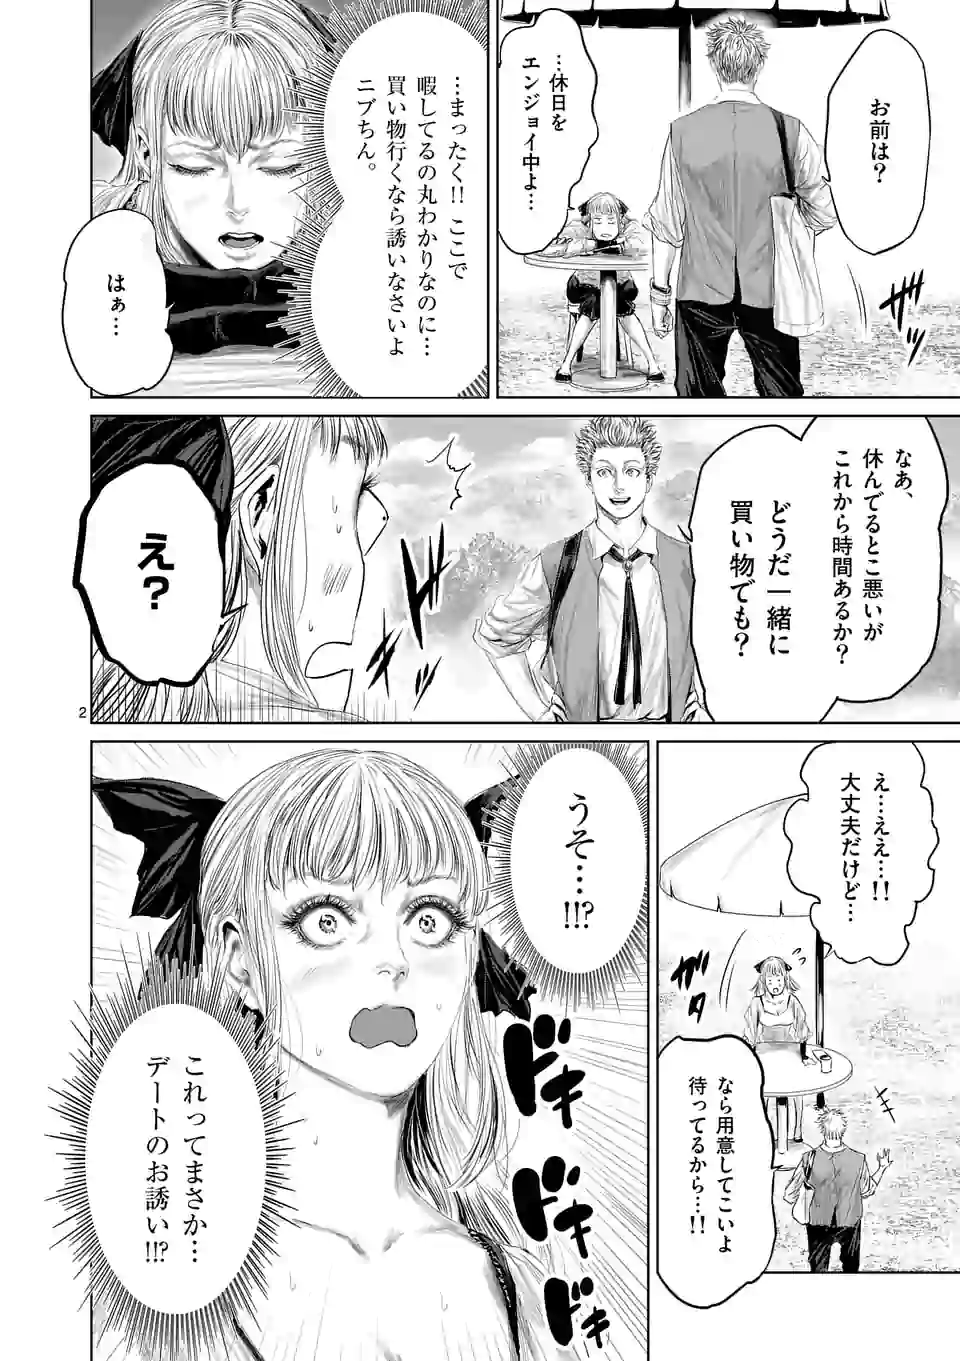 お前は？
…休日を
エンジョイ中よ…
…まったく!! ここで
暇してるの丸わかりなのに…
買い物行くなら誘いなさいよ
ニブちん。
はぁ…
なあ、
休んでるとこ悪いが
これから時間あるか？
どうだ一緒に
買い物でも？
え？
え…ええ…!!
大丈夫だけど…
ガタ
なら用意してこいよ
待ってるから…!!
うそ…!!?
ドキ
ドキ
ドキ
これってまさか…
デートのお誘い!!?
2